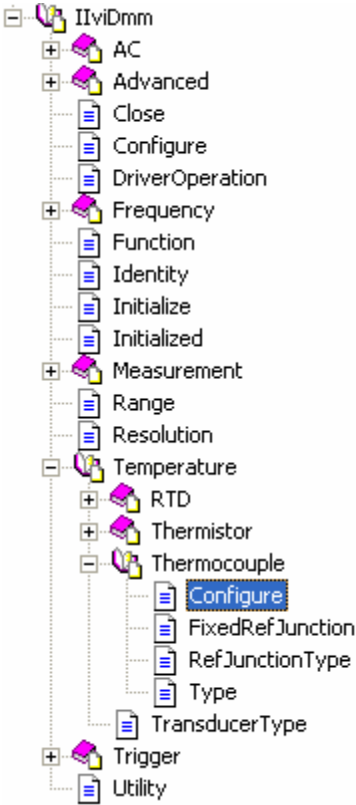 IIviDmm
AC
Advanced
Close
Configure
DriverOperation
Frequency
Function
Identity
Initialize
Initialized
Measurement
Range
Resolution
Temperature
RTD
Thermistor
Thermocouple
Configure
FixedRefJunction
RefJunctionType
Type
TransducerType
Trigger
Utility